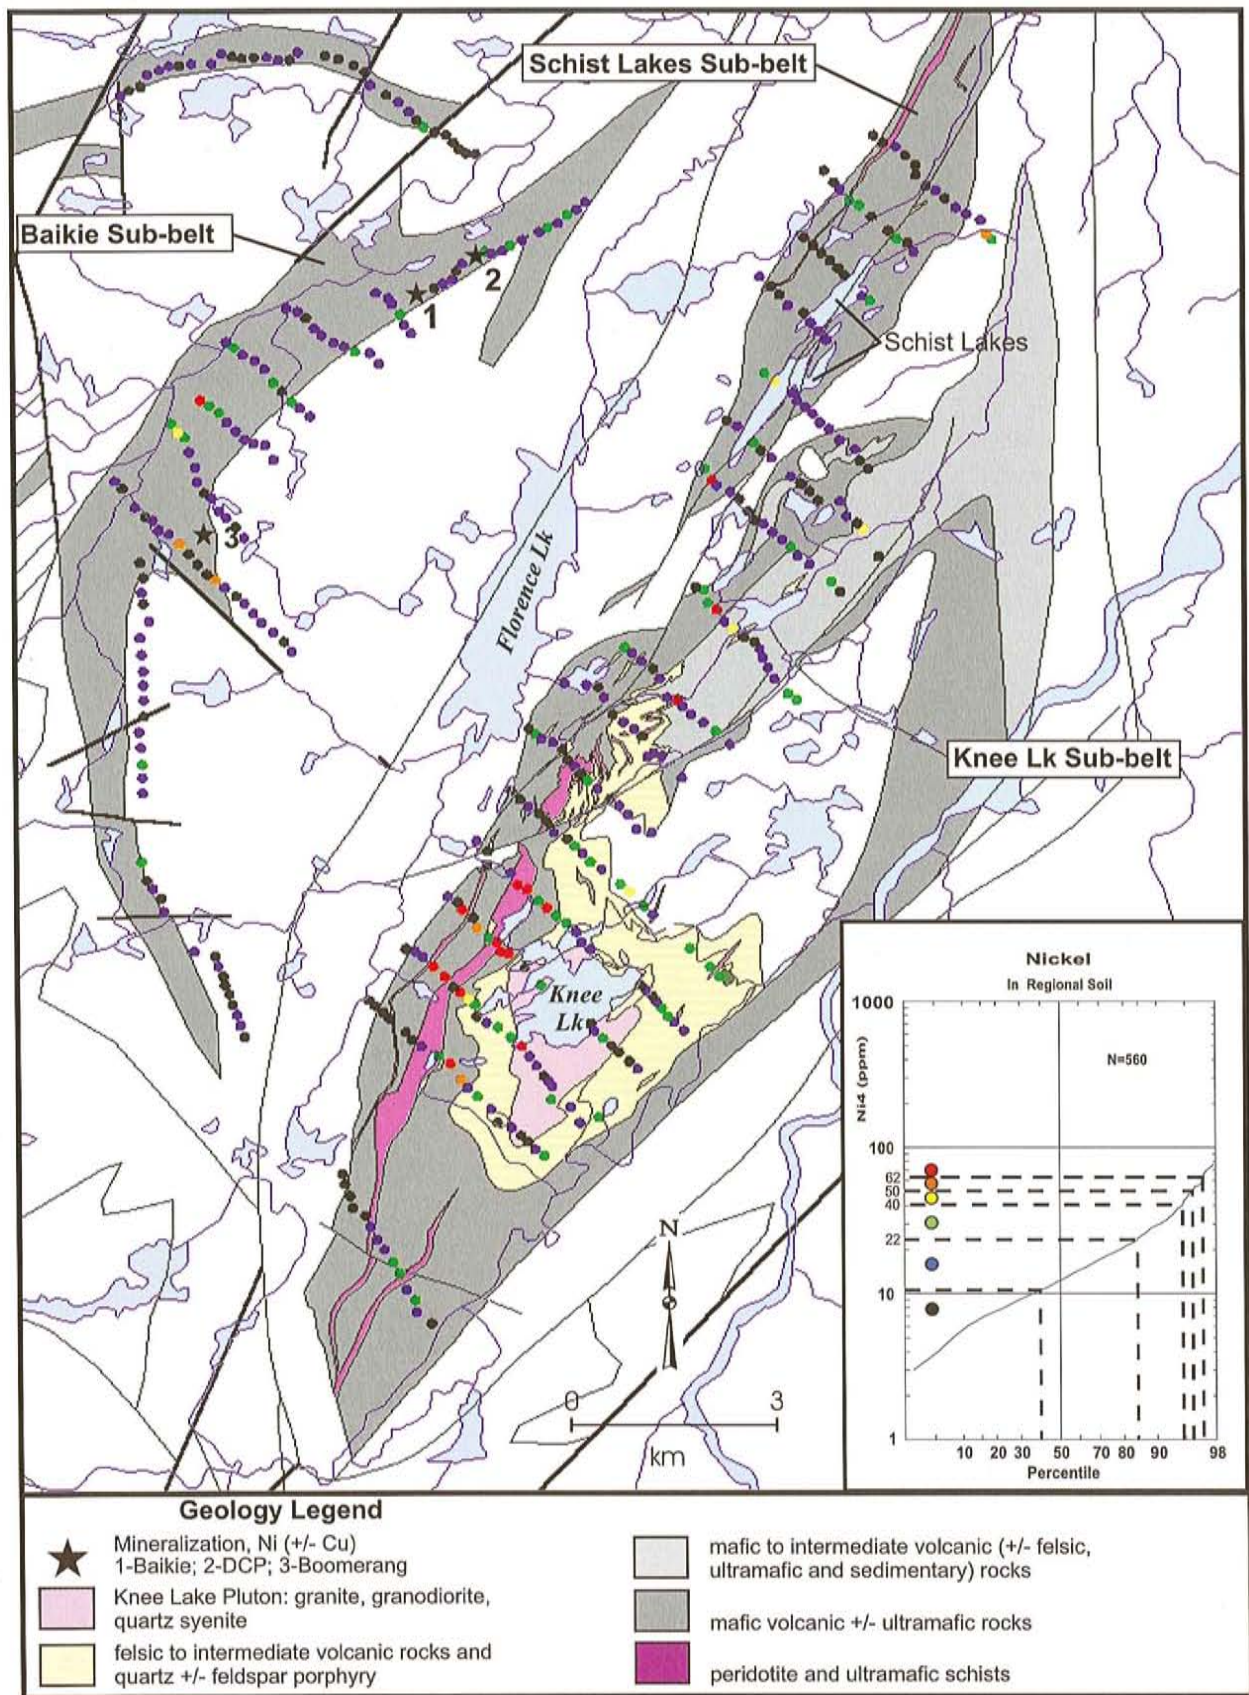 Schist Lakes Sub-belt
Baikie Sub-belt
2
1
Schist Lakes
3
Florence Lk
Knee Lk Sub-belt
Knee
Lk
Nickel
In Regional Soil
1000
N=560
Ni4 (ppm)
100
62
50
40
22
10
1
10 20 30 50 70 80 90 98
Percentile
N
0 3
km
Geology Legend
Mineralization, Ni (+/- Cu)
1-Baikie; 2-DCP; 3-Boomerang
Knee Lake Pluton: granite, granodiorite,
quartz syenite
felsic to intermediate volcanic rocks and
quartz +/- feldspar porphyry
mafic to intermediate volcanic (+/- felsic,
ultramafic and sedimentary) rocks
mafic volcanic +/- ultramafic rocks
peridotite and ultramafic schists